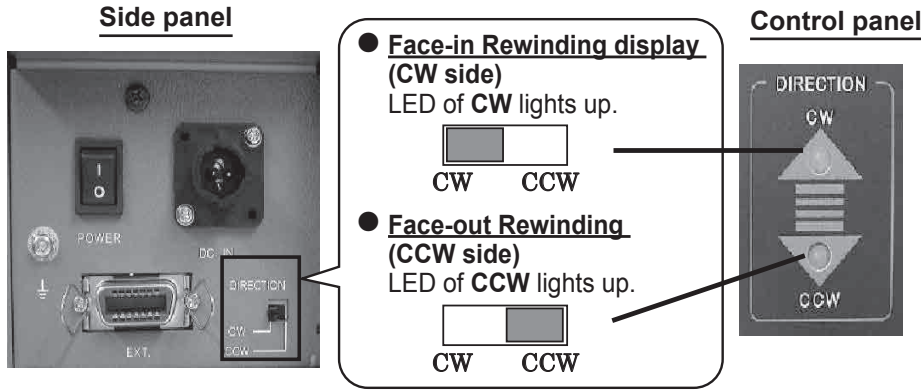 Side panel
POWER
DC IN
DIRECTION
CW
CCW
EXT.
● Face-in Rewinding display
(CW side)
LED of CW lights up.
CW CCW
● Face-out Rewinding
(CCW side)
LED of CCW lights up.
CW CCW
Control panel
DIRECTION
CW
CCW